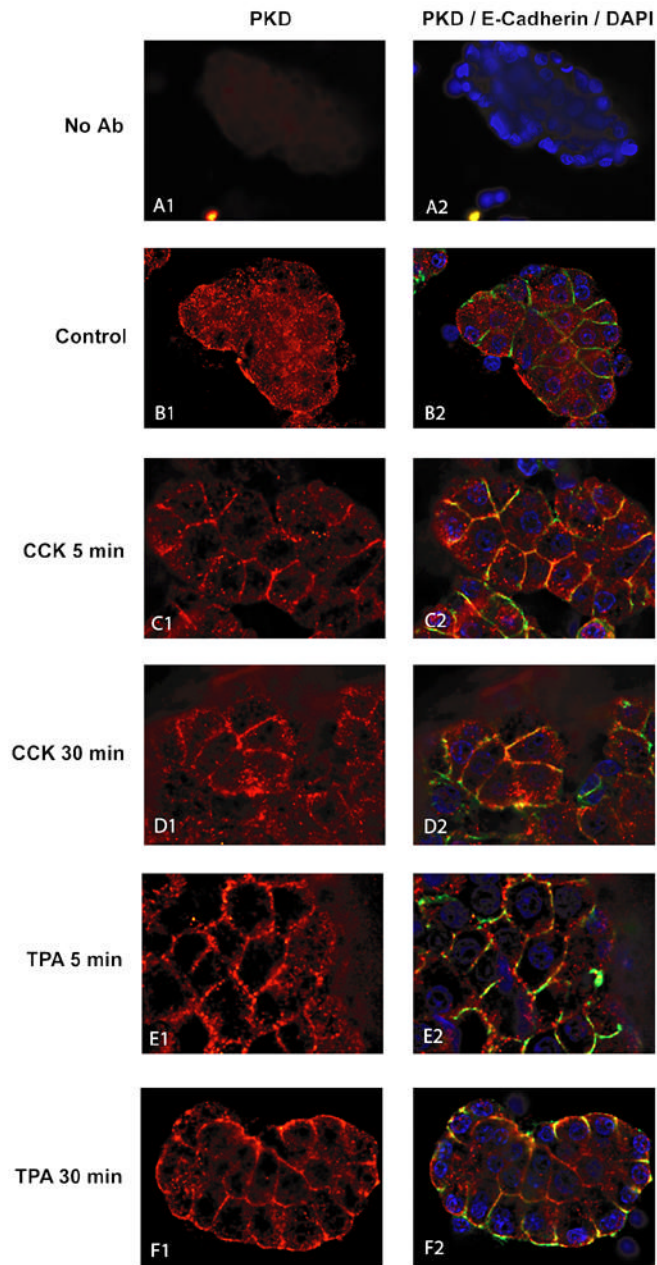 PKD PKD / E-Cadherin / DAPI
No Ab
A1 A2
Control
B1 B2
CCK 5 min
C1 C2
CCK 30 min
D1 D2
TPA 5 min
E1 E2
TPA 30 min
F1 F2